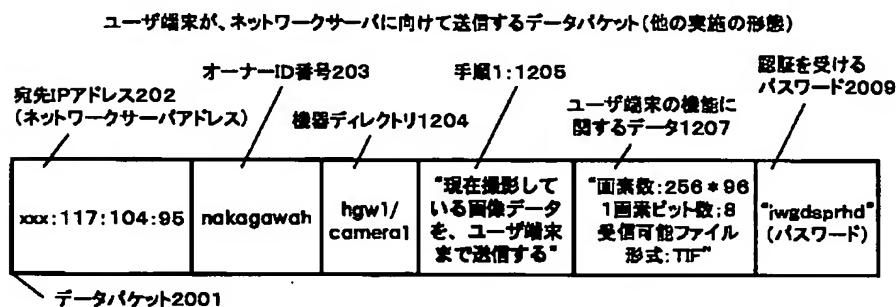 ユーザ端末が、ネットワークサーバに向けて送信するデータパケット(他の実施の形態)
宛先IPアドレス202
(ネットワークサーバアドレス)
オーナーID番号203
機器ディレクトリ1204
手順1:1205
ユーザ端末の機能に
関するデータ1207
認証を受ける
パスワード2009
xxx:117:104:95
nakagawah
hgw1/
camera1
"現在撮影して
いる画像データ
を、ユーザ端末
まで送信する"
"画素数:256*96
1画素ビット数:8
受信可能ファイル
形式:TIF"
"iwgdsprhd"
(パスワード)
データパケット2001